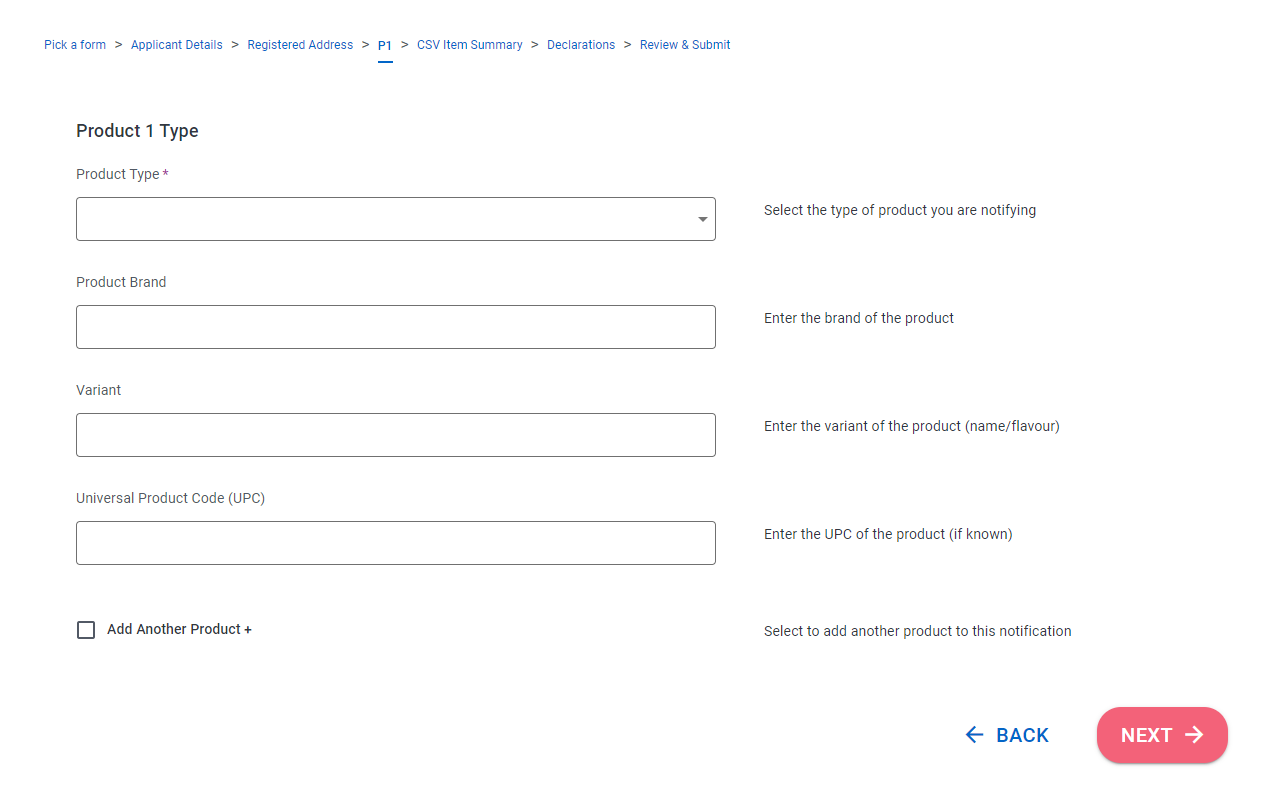 Pick a form > Applicant Details > Registered Address > P1 > CSV Item Summary > Declarations > Review & Submit
Product 1 Type
Product Type *
Select the type of product you are notifying
Product Brand
Enter the brand of the product
Variant
Enter the variant of the product (name/flavour)
Universal Product Code (UPC)
Enter the UPC of the product (if known)
Add Another Product +
Select to add another product to this notification
BACK
NEXT